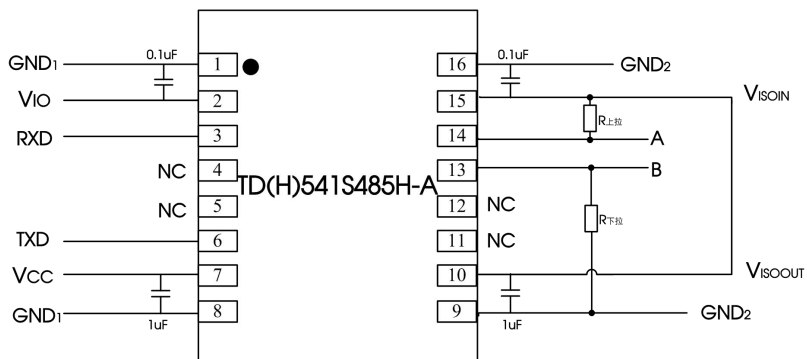 0.1uF
0.1uF
GND1
1
16
GND2
VIO
2
15
VISOIN
R上拉
RXD
3
14
A
NC
4
13
B
TD(H)541S485H-A
NC
5
12
NC
R下拉
TXD
6
11
NC
VCC
7
10
VISOOUT
GND1
8
9
GND2
1uF
1uF